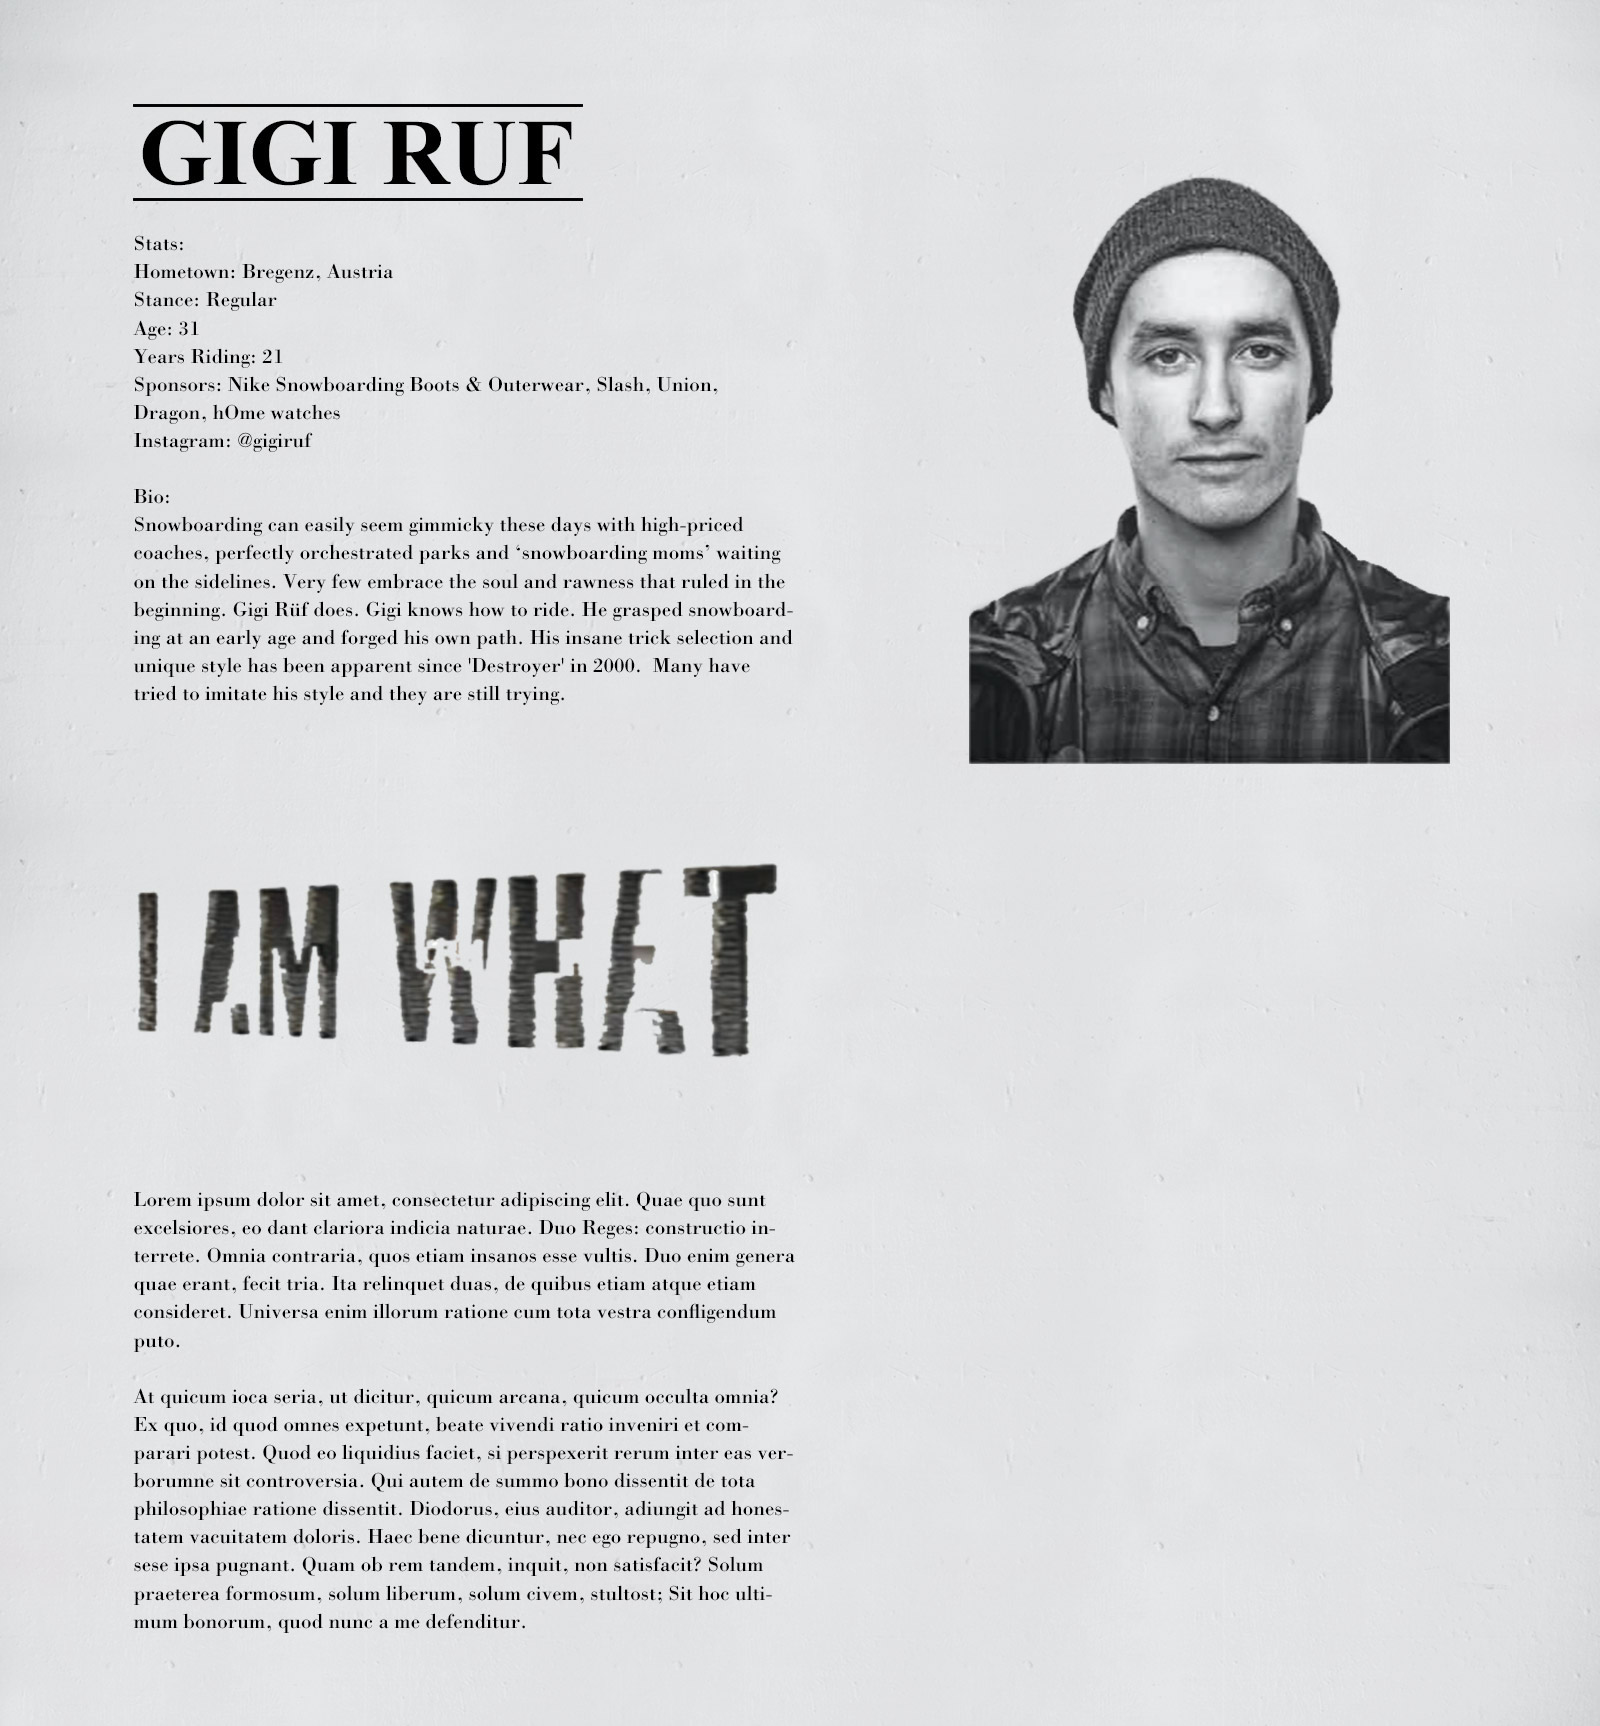 GIGI RUF
Stats:
Hometown: Bregenz, Austria
Stance: Regular
Age: 31
Years Riding: 21
Sponsors: Nike Snowboarding Boots & Outerwear, Slash, Union,
Dragon, hOme watches
Instagram: @gigiruf
Bio:
Snowboarding can easily seem gimmicky these days with high-priced
coaches, perfectly orchestrated parks and ‘snowboarding moms’ waiting
on the sidelines. Very few embrace the soul and rawness that ruled in the
beginning. Gigi Rüf does. Gigi knows how to ride. He grasped snowboard-
ing at an early age and forged his own path. His insane trick selection and
unique style has been apparent since 'Destroyer' in 2000.  Many have
tried to imitate his style and they are still trying.
I AM WHAT
Lorem ipsum dolor sit amet, consectetur adipiscing elit. Quae quo sunt
excelsiores, eo dant clariora indicia naturae. Duo Reges: constructio in-
terrete. Omnia contraria, quos etiam insanos esse vultis. Duo enim genera
quae erant, fecit tria. Ita relinquet duas, de quibus etiam atque etiam
consideret. Universa enim illorum ratione cum tota vestra confligendum
puto.
At quicum ioca seria, ut dicitur, quicum arcana, quicum occulta omnia?
Ex quo, id quod omnes expetunt, beate vivendi ratio inveniri et com-
parari potest. Quod eo liquidius faciet, si perspexerit rerum inter eas ver-
borumne sit controversia. Qui autem de summo bono dissentit de tota
philosophiae ratione dissentit. Diodorus, eius auditor, adiungit ad hones-
tatem vacuitatem doloris. Haec bene dicuntur, nec ego repugno, sed inter
sese ipsa pugnant. Quam ob rem tandem, inquit, non satisfacit? Solum
praeterea formosum, solum liberum, solum civem, stultost; Sit hoc ulti-
mum bonorum, quod nunc a me defenditur.